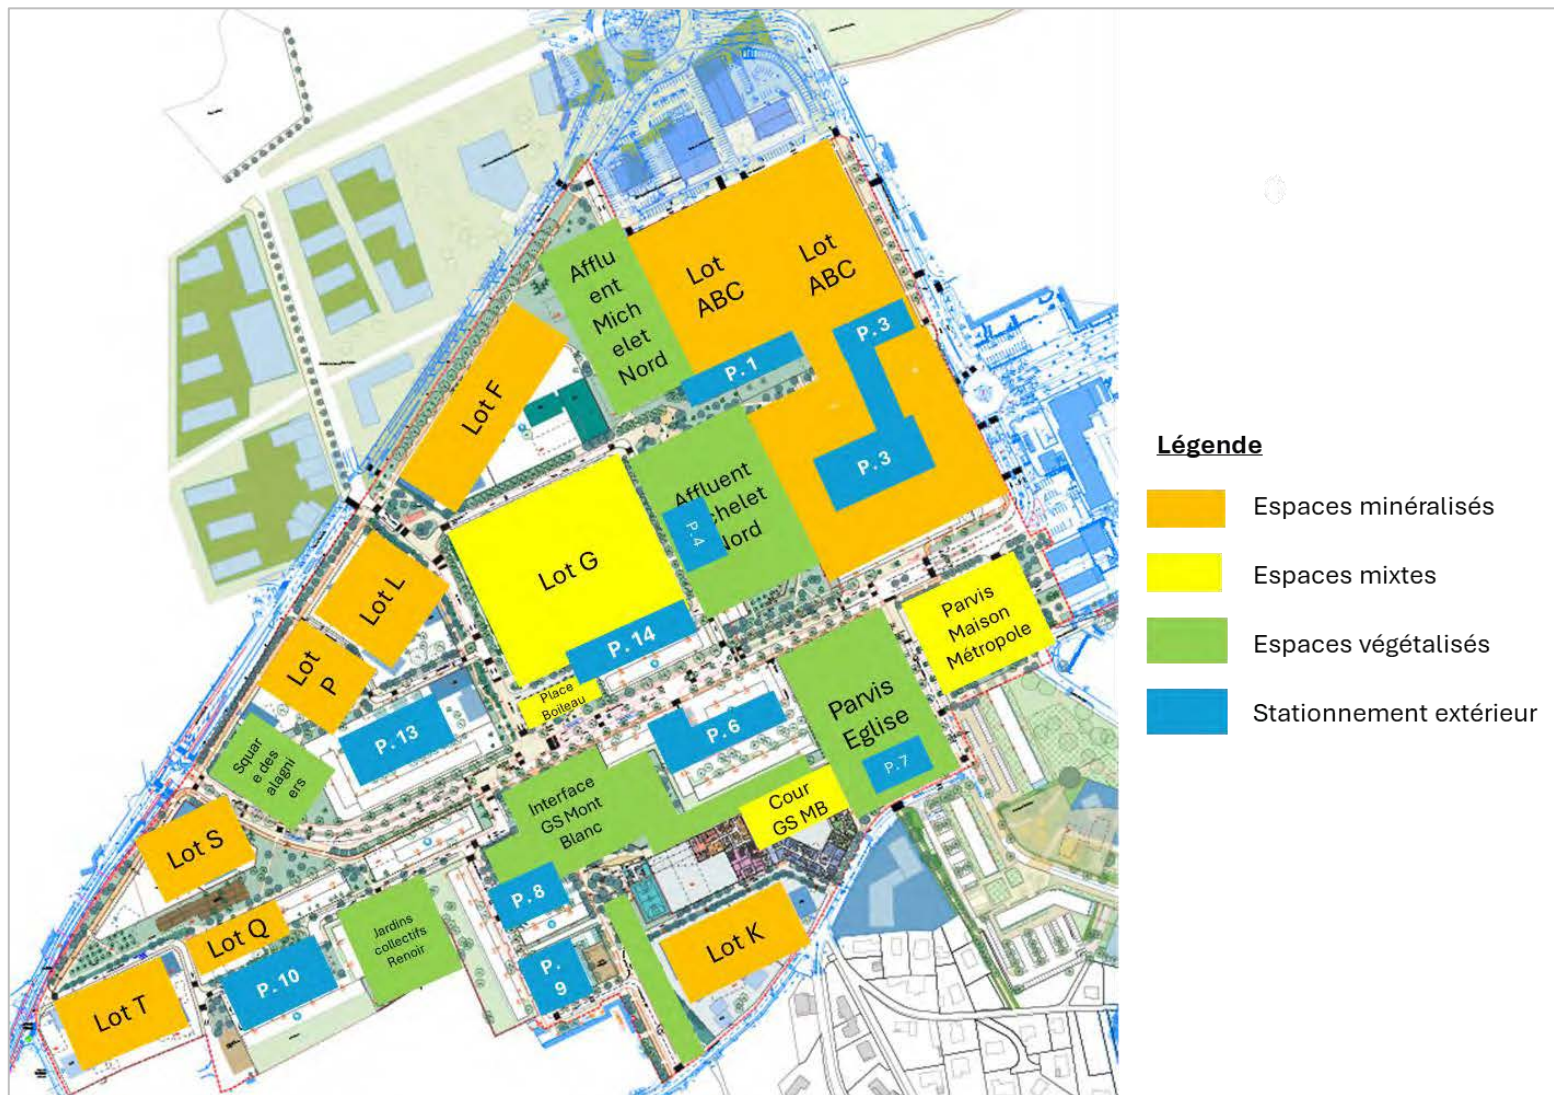 Afflu
ent
Mich
elet
Nord
Lot
ABC
Lot
ABC
P. 3
P. 1
Lot F
P. 3
Affluent
chelet
Nord
P. 4
Lot G
Lot L
P. 14
Parvis
Maison
Métropole
Lot
P
Place
Boileau
Parvis
Eglise
P. 13
P. 6
P. 7
Squar
e des
alagni
ers
Interface
GS Mont
Blanc
Cour
GS MB
Lot S
P. 8
Jardins
collectifs
Renoir
Lot Q
Lot K
P. 10
P.
9
Lot T
Légende
Espaces minéralisés
Espaces mixtes
Espaces végétalisés
Stationnement extérieur